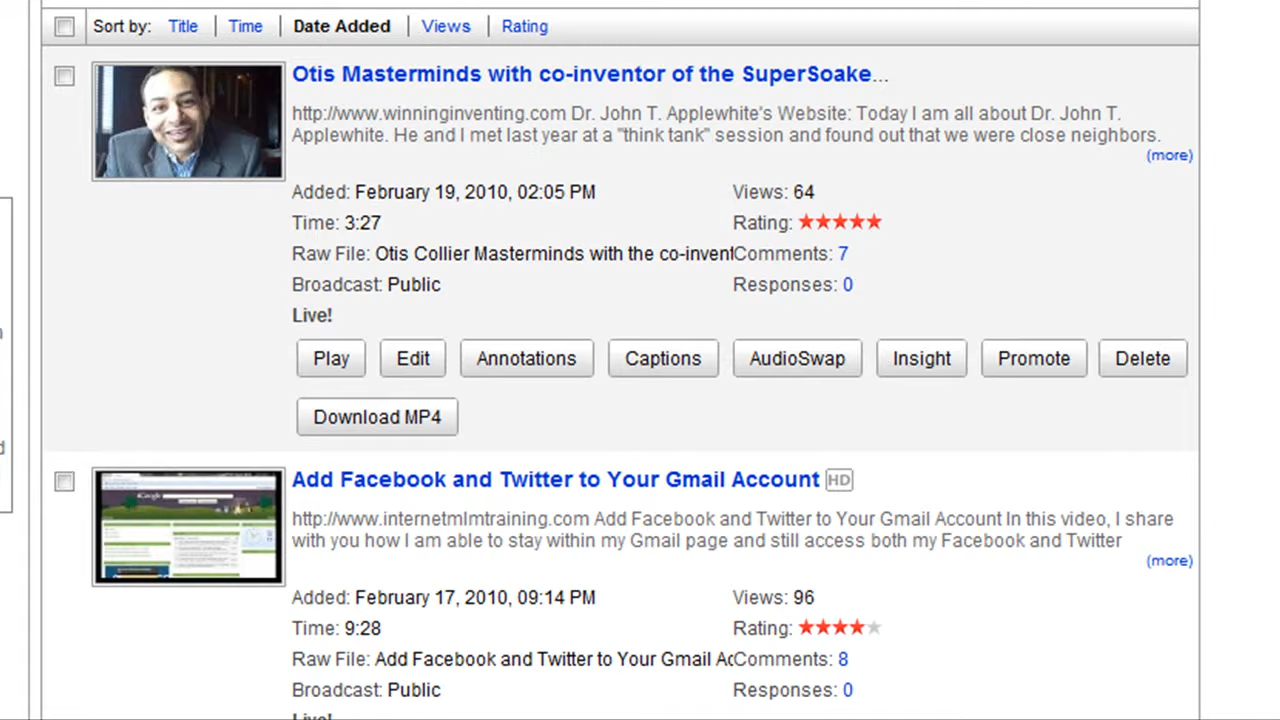 Sort by: Title | Time | Date Added | Views | Rating
Otis Masterminds with co-inventor of the SuperSoake...
http://www.winninginventing.com Dr. John T. Applewhite's Website: Today I am all about Dr. John T.
Applewhite. He and I met last year at a "think tank" session and found out that we were close neighbors.
(more)
Added: February 19, 2010, 02:05 PM
Views: 64
Time: 3:27
Rating:
Raw File: Otis Collier Masterminds with the co-invent
Comments: 7
Broadcast: Public
Responses: 0
Live!
Play Edit Annotations Captions AudioSwap Insight Promote Delete
Download MP4
Add Facebook and Twitter to Your Gmail Account HD
http://www.internetmlmtraining.com Add Facebook and Twitter to Your Gmail Account In this video, I share
with you how I am able to stay within my Gmail page and still access both my Facebook and Twitter
(more)
Added: February 17, 2010, 09:14 PM
Views: 96
Time: 9:28
Rating:
Raw File: Add Facebook and Twitter to Your Gmail Ac
Comments: 8
Broadcast: Public
Responses: 0
Live!